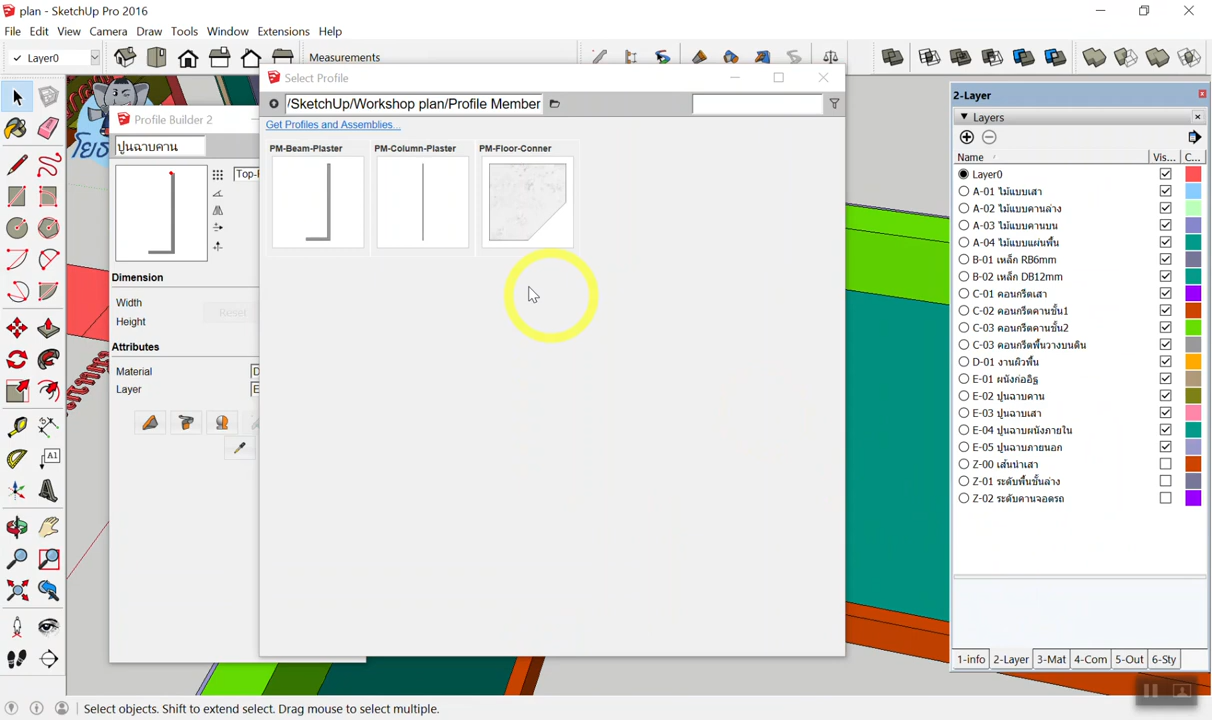 plan - SketchUp Pro 2016
File Edit View Camera Draw Tools Window Extensions Help
Layer0
Measurements
Select Profile
/SketchUp/Workshop plan/Profile Member
Get Profiles and Assemblies...
PM-Beam-Plaster
PM-Column-Plaster
PM-Floor-Conner
Profile Builder 2
ปูนฉาบคาน
Dimension
Width
Height
Reset
Attributes
Material
Layer
2-Layer
Layers
Name
Vis...
C...
Layer0
A-01 ไม้แบบเสา
A-02 ไม้แบบคานล่าง
A-03 ไม้แบบคานบน
A-04 ไม้แบบแผ่นพื้น
B-01 เหล็ก RB6mm
B-02 เหล็ก DB12mm
C-01 คอนกรีตเสา
C-02 คอนกรีตคานชั้น1
C-03 คอนกรีตคานชั้น2
C-03 คอนกรีตพื้นวางบนดิน
D-01 งานผิวพื้น
E-01 ผนังก่ออิฐ
E-02 ปูนฉาบคาน
E-03 ปูนฉาบเสา
E-04 ปูนฉาบผนังภายใน
E-05 ปูนฉาบภายนอก
Z-00 เส้นนำเสา
Z-01 ระดับพื้นชั้นล่าง
Z-02 ระดับคานจอดรถ
1-info 2-Layer 3-Mat 4-Com 5-Out 6-Sty
Select objects. Shift to extend select. Drag mouse to select multiple.